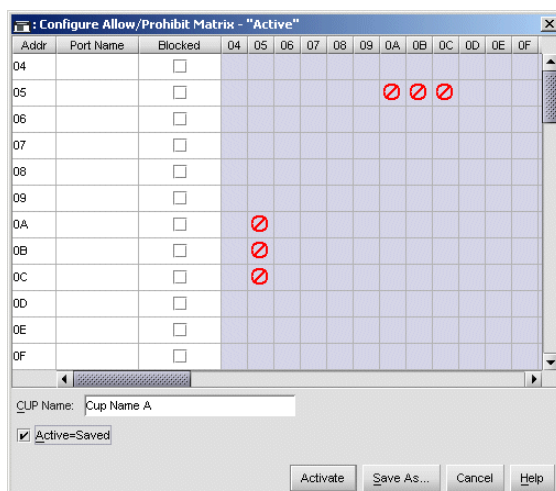 : Configure Allow/Prohibit Matrix - "Active"
Addr Port Name Blocked 04 05 06 07 08 09 0A 0B 0C 0D 0E 0F
04
05
06
07
08
09
0A
0B
0C
0D
0E
0F
CUP Name: Cup Name A
Active=Saved
Activate Save As... Cancel Help